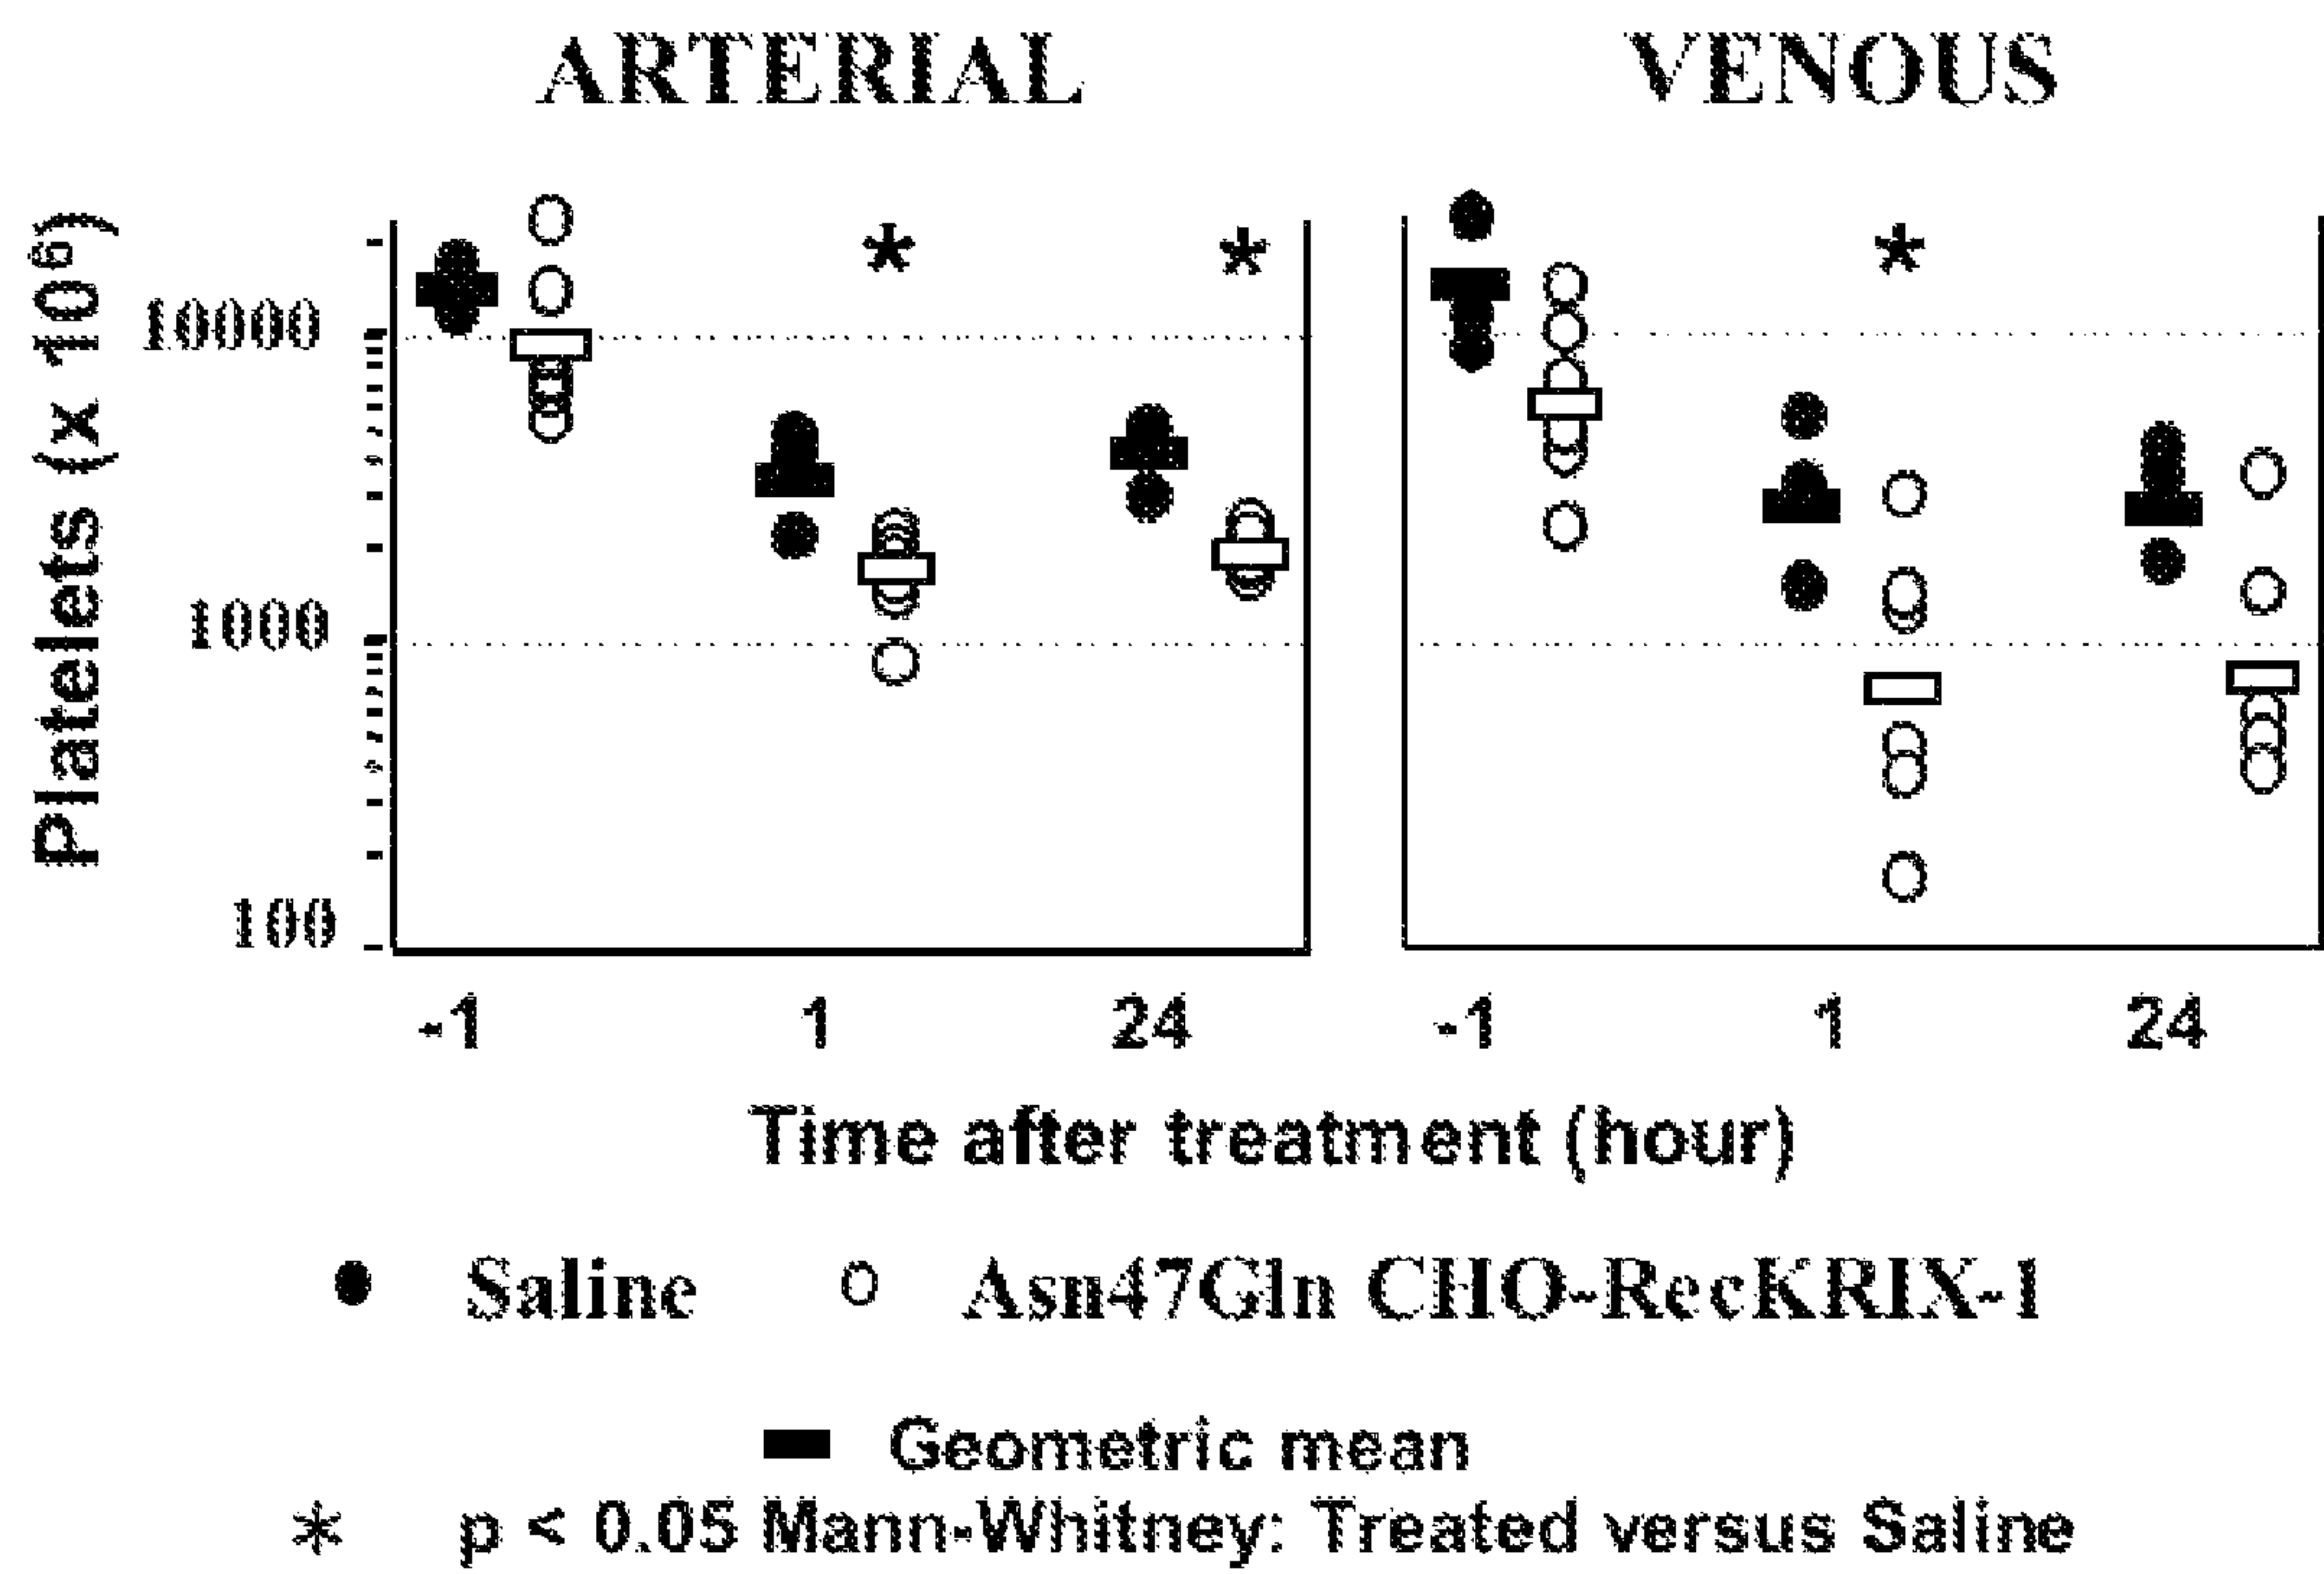 ARTERIAL VENOUS
Platelets (x 10⁶)
* * *
10000
1000
100
-1 1 24 -1 1 24
Time after treatment (hour)
Saline Asn47Gln CHO-RecKRIX-1
Geometric mean
* p < 0.05 Mann-Whitney: Treated versus Saline